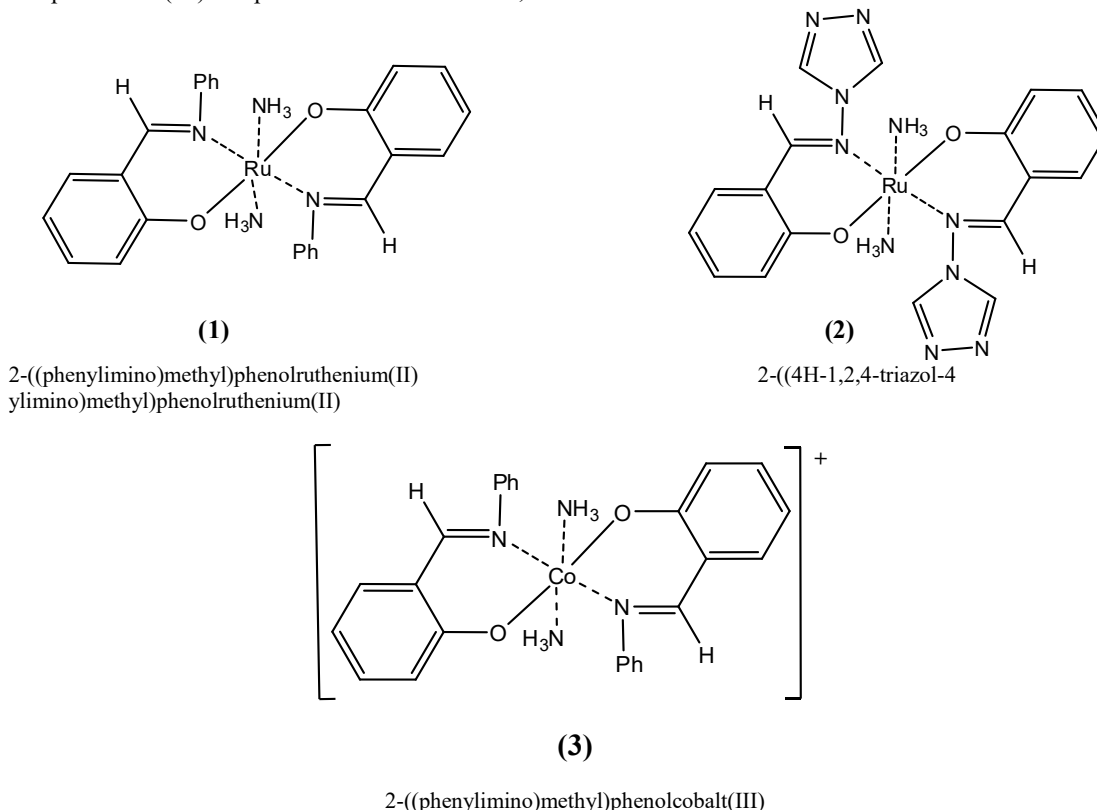 Ph
H
N
NH3
O
Ru
O
H3N
N
Ph
H
N N
N
H
N
NH3
O
Ru
O
H3N
N
H
N
N N
(1)
(2)
2-((phenylimino)methyl)phenolruthenium(II)
2-((4H-1,2,4-triazol-4
ylimino)methyl)phenolruthenium(II)
+
Ph
H
N
NH3
O
Co
O
H3N
N
Ph
H
(3)
2-((phenylimino)methyl)phenolcobalt(III)